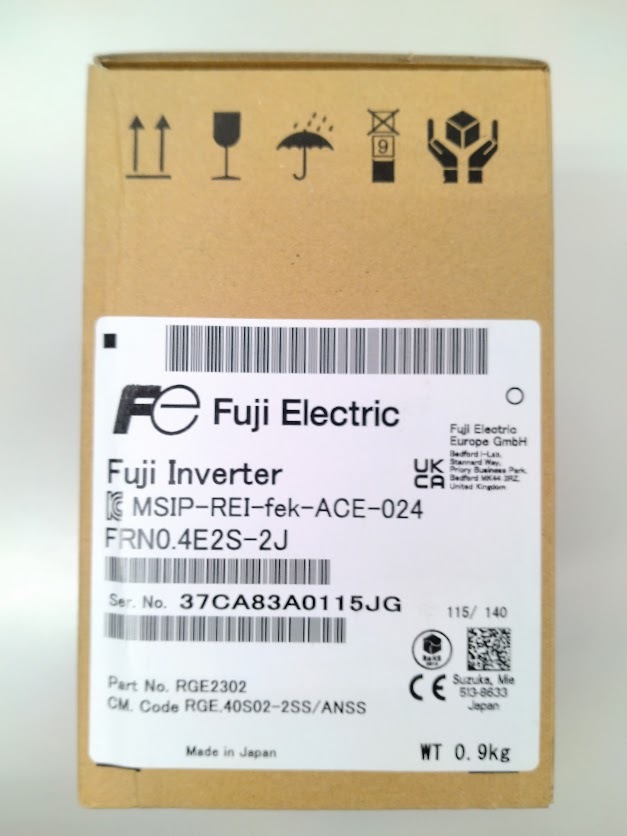 9
Fe Fuji Electric
Fuji Electric
Europe GmbH
Bedford i-Lab,
Stannard Way,
Priory Business Park,
Bedford MK44 3RZ,
United Kingdom
UK
CA
Fuji Inverter
MSIP-REI-fek-ACE-024
FRN0.4E2S-2J
Ser. No. 37CA83A0115JG
115/ 140
RoHS
Part No. RGE2302
CM. Code RGE.40S02-2SS/ANSS
CE
Suzuka, Mie
513-8633
Japan
Made in Japan
WT 0.9kg